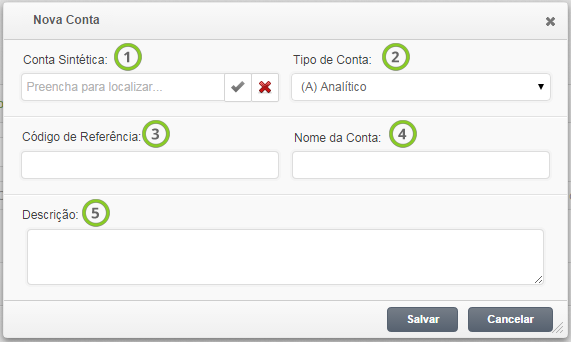 Nova Conta
Conta Sintética: 1 Tipo de Conta: 2
Preencha para localizar... (A) Analítico
Código de Referência: 3 Nome da Conta: 4
Descrição: 5
Salvar Cancelar